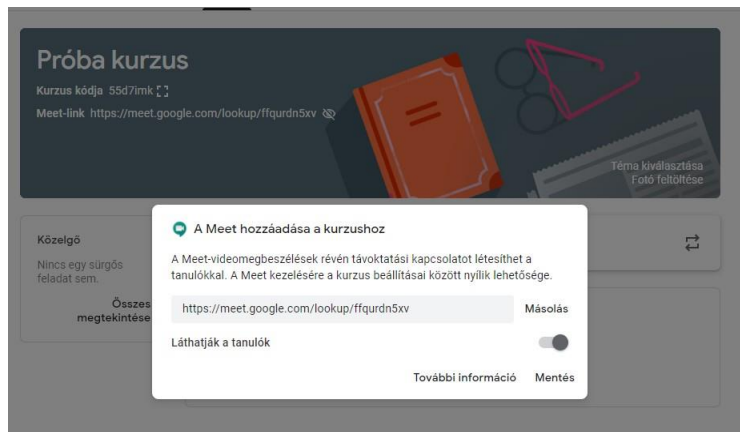 Próba kurzus
Kurzus kódja 55d7imk
Meet-link https://meet.google.com/lookup/ffqurdn5xv
Téma kiválasztása
Fotó feltöltése
Közelgő
Nincs egy sürgős
feladat sem.
Összes
megtekintése
A Meet hozzáadása a kurzushoz
A Meet-videomegbeszélések révén távoktatási kapcsolatot létesíthet a
tanulókkal. A Meet kezelésére a kurzus beállításai között nyílik lehetősége.
https://meet.google.com/lookup/ffqurdn5xv Másolás
Láthatják a tanulók
További információ Mentés